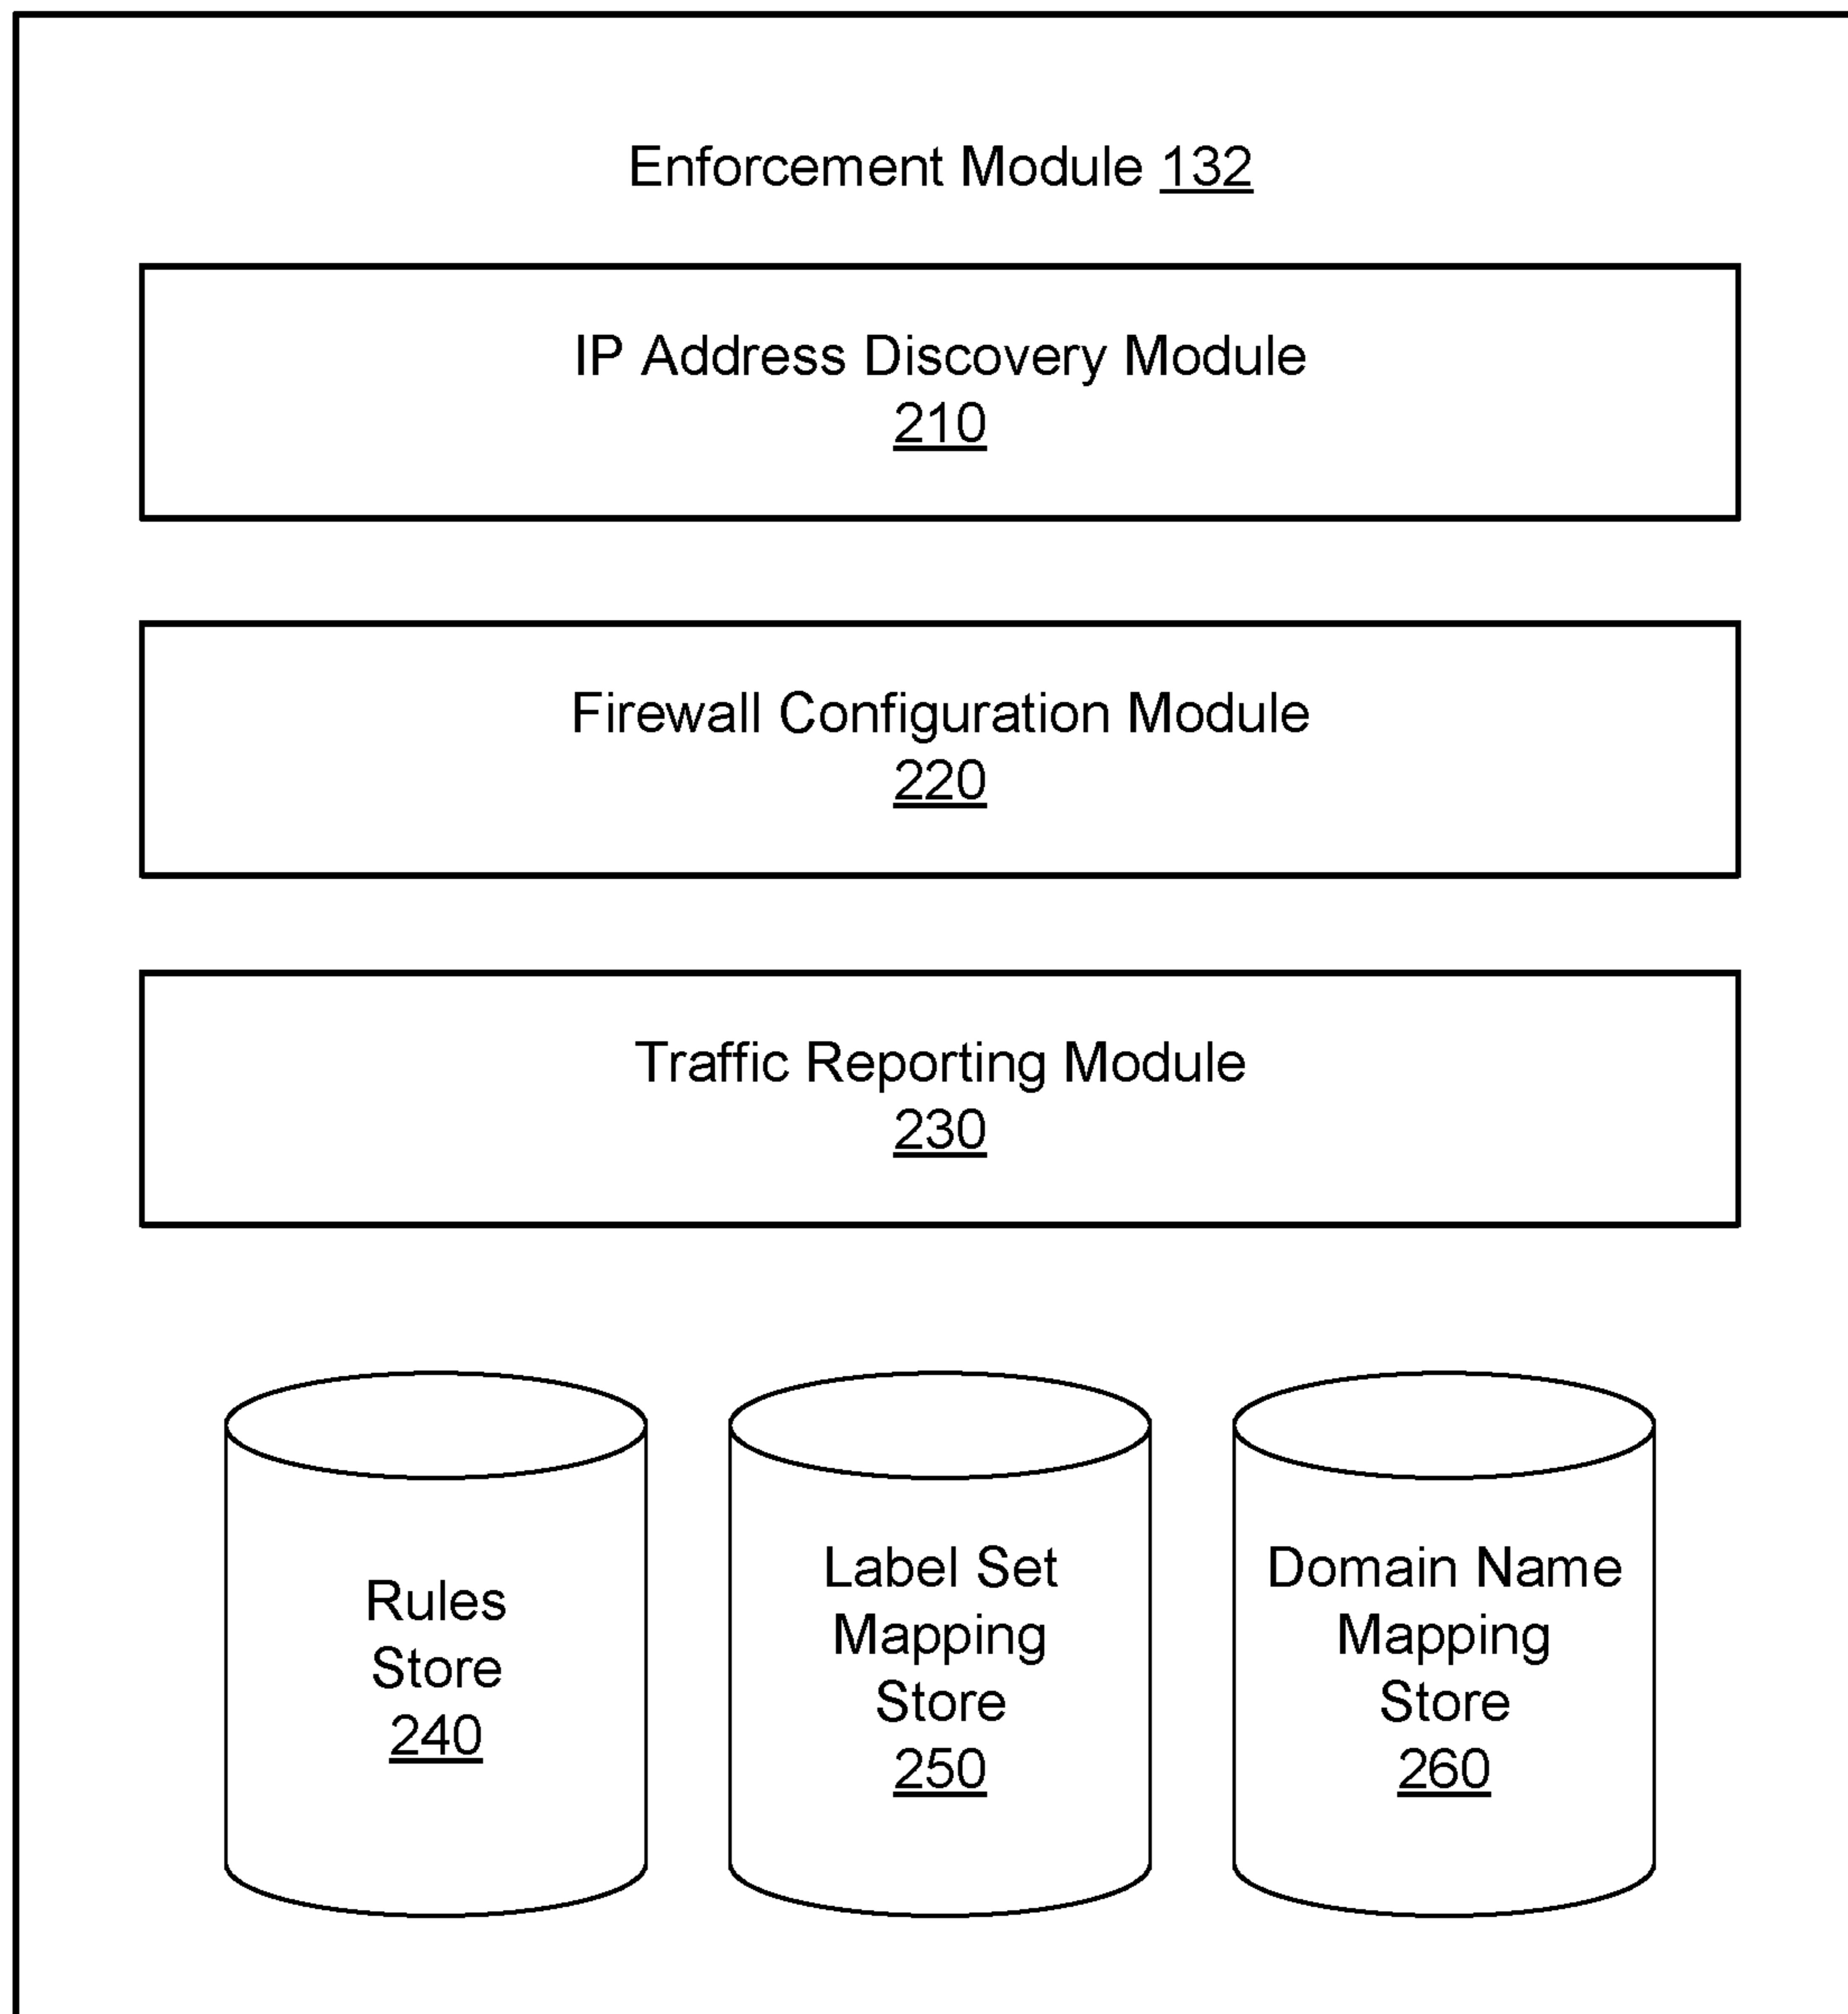 Enforcement Module 132
IP Address Discovery Module
210
Firewall Configuration Module
220
Traffic Reporting Module
230
Rules
Store
240
Label Set
Mapping
Store
250
Domain Name
Mapping
Store
260